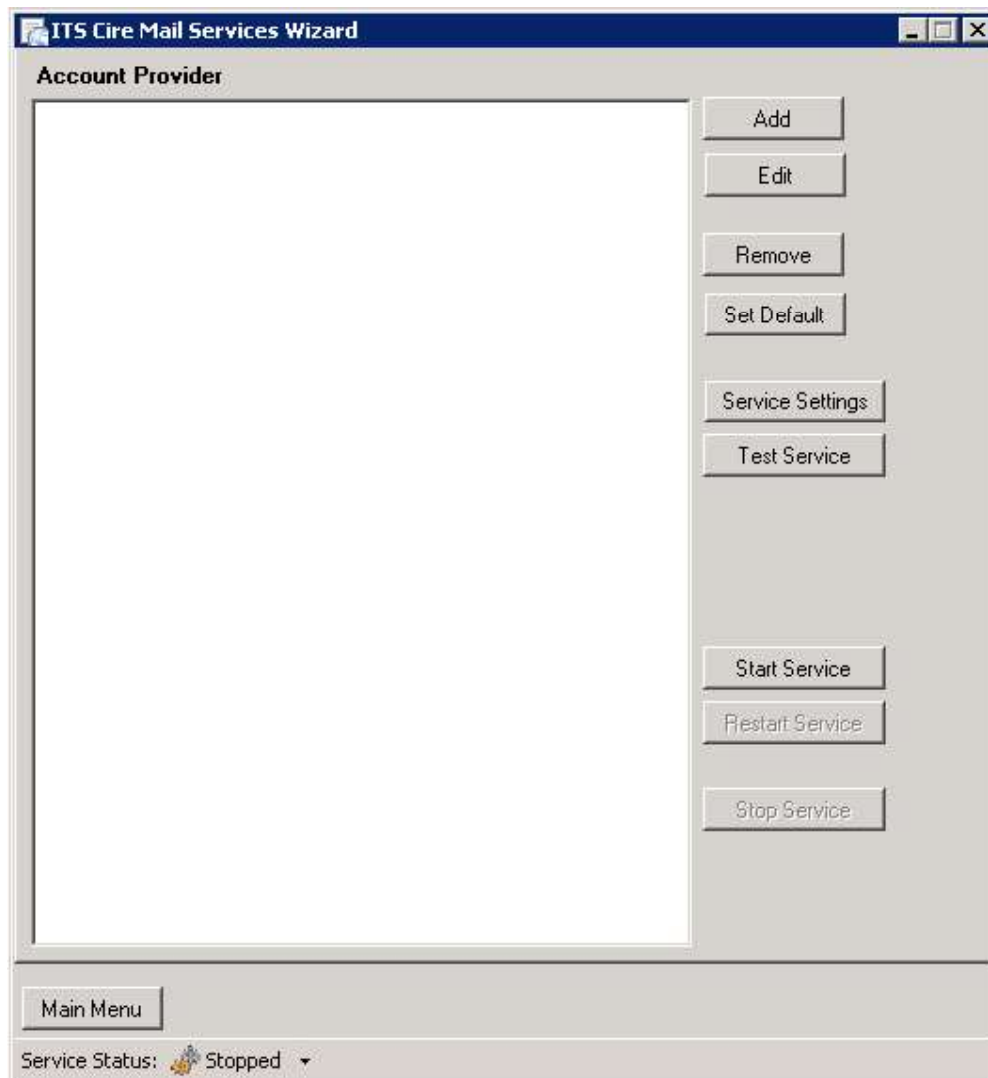 ITS Cire Mail Services Wizard
Account Provider
Add
Edit
Remove
Set Default
Service Settings
Test Service
Start Service
Restart Service
Stop Service
Main Menu
Service Status: Stopped